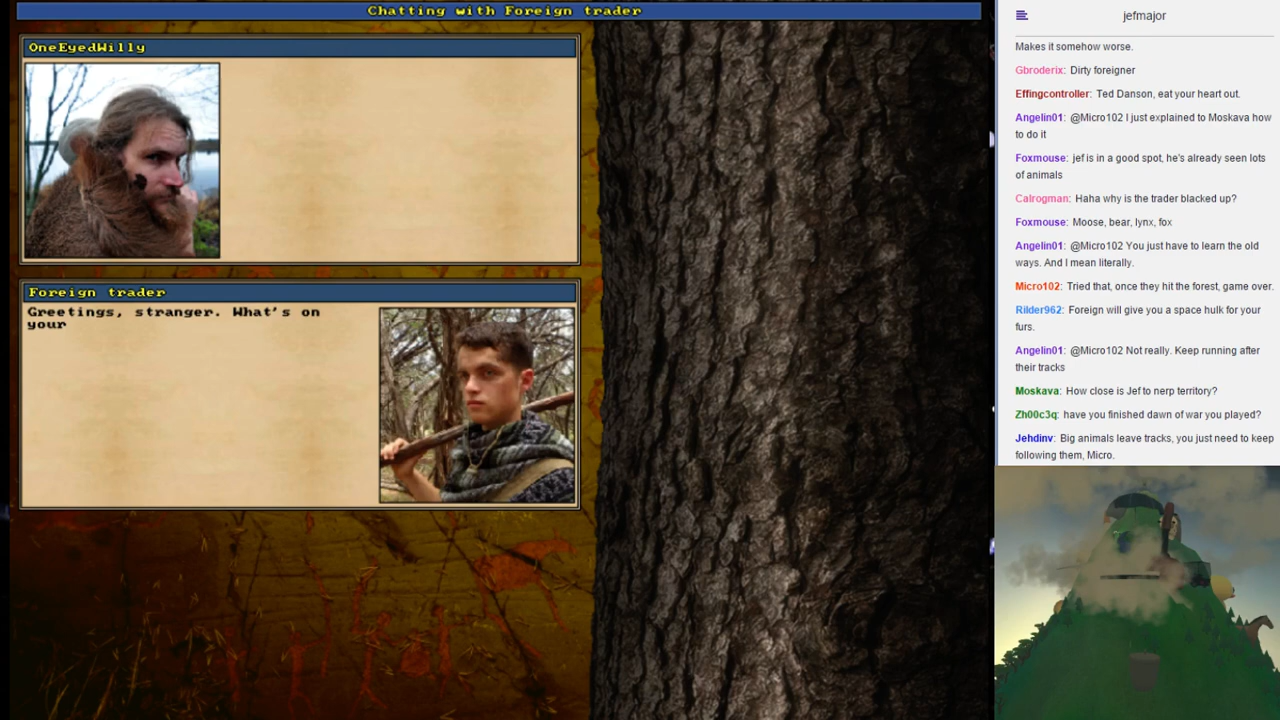 Chatting with Foreign trader
OneEyedWilly
Foreign trader
Greetings, stranger. What's on
your
jefmajor
Makes it somehow worse.
Gbroderix: Dirty foreigner
Effingcontroller: Ted Danson, eat your heart out.
Angelin01: @Micro102 I just explained to Moskava how
to do it
Foxmouse: jef is in a good spot, he's already seen lots
of animals
Calrogman: Haha why is the trader blacked up?
Foxmouse: Moose, bear, lynx, fox
Angelin01: @Micro102 You just have to learn the old
ways. And I mean literally.
Micro102: Tried that, once they hit the forest, game over.
Rilder962: Foreign will give you a space hulk for your
furs.
Angelin01: @Micro102 Not really. Keep running after
their tracks
Moskava: How close is Jef to nerp territory?
Zh00c3q: have you finished dawn of war you played?
Jehdinv: Big animals leave tracks, you just need to keep
following them, Micro.